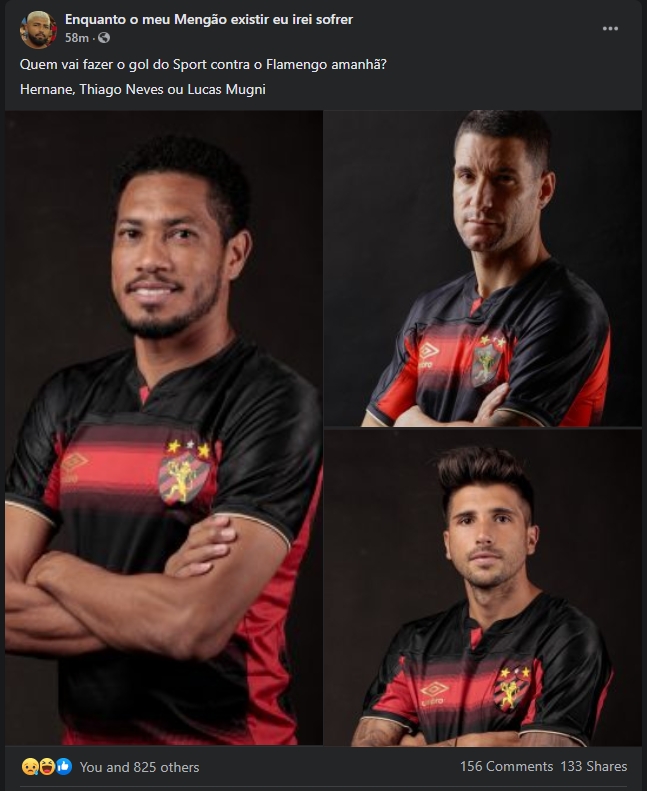 Enquanto o meu Mengão existir eu irei sofrer
58m ·
Quem vai fazer o gol do Sport contra o Flamengo amanhã?
Hernane, Thiago Neves ou Lucas Mugni
You and 825 others
156 Comments 133 Shares